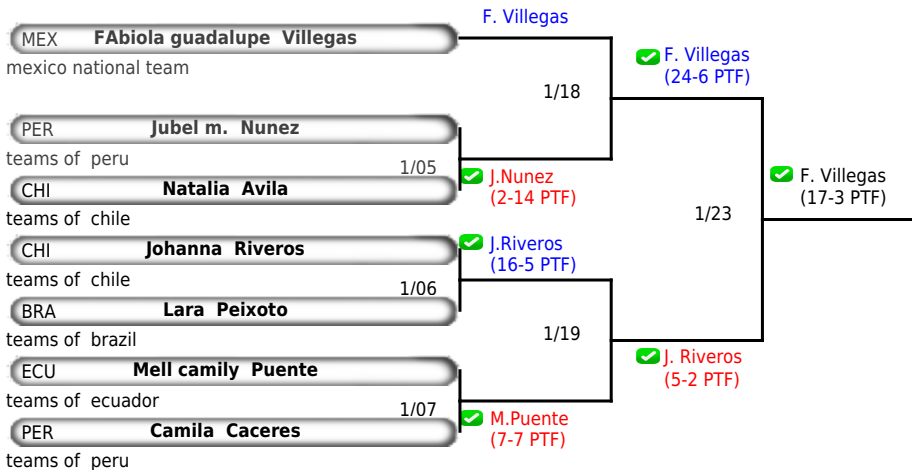 F. Villegas
MEX FAbiola guadalupe Villegas
mexico national team
F. Villegas
(24-6 PTF)
1/18
PER Jubel m. Nunez
teams of peru
1/05
CHI Natalia Avila
teams of chile
J.Nunez
(2-14 PTF)
F. Villegas
(17-3 PTF)
1/23
CHI Johanna Riveros
teams of chile
J.Riveros
(16-5 PTF)
1/06
BRA Lara Peixoto
teams of brazil
1/19
ECU Mell camily Puente
teams of ecuador
J. Riveros
(5-2 PTF)
1/07
PER Camila Caceres
teams of peru
M.Puente
(7-7 PTF)